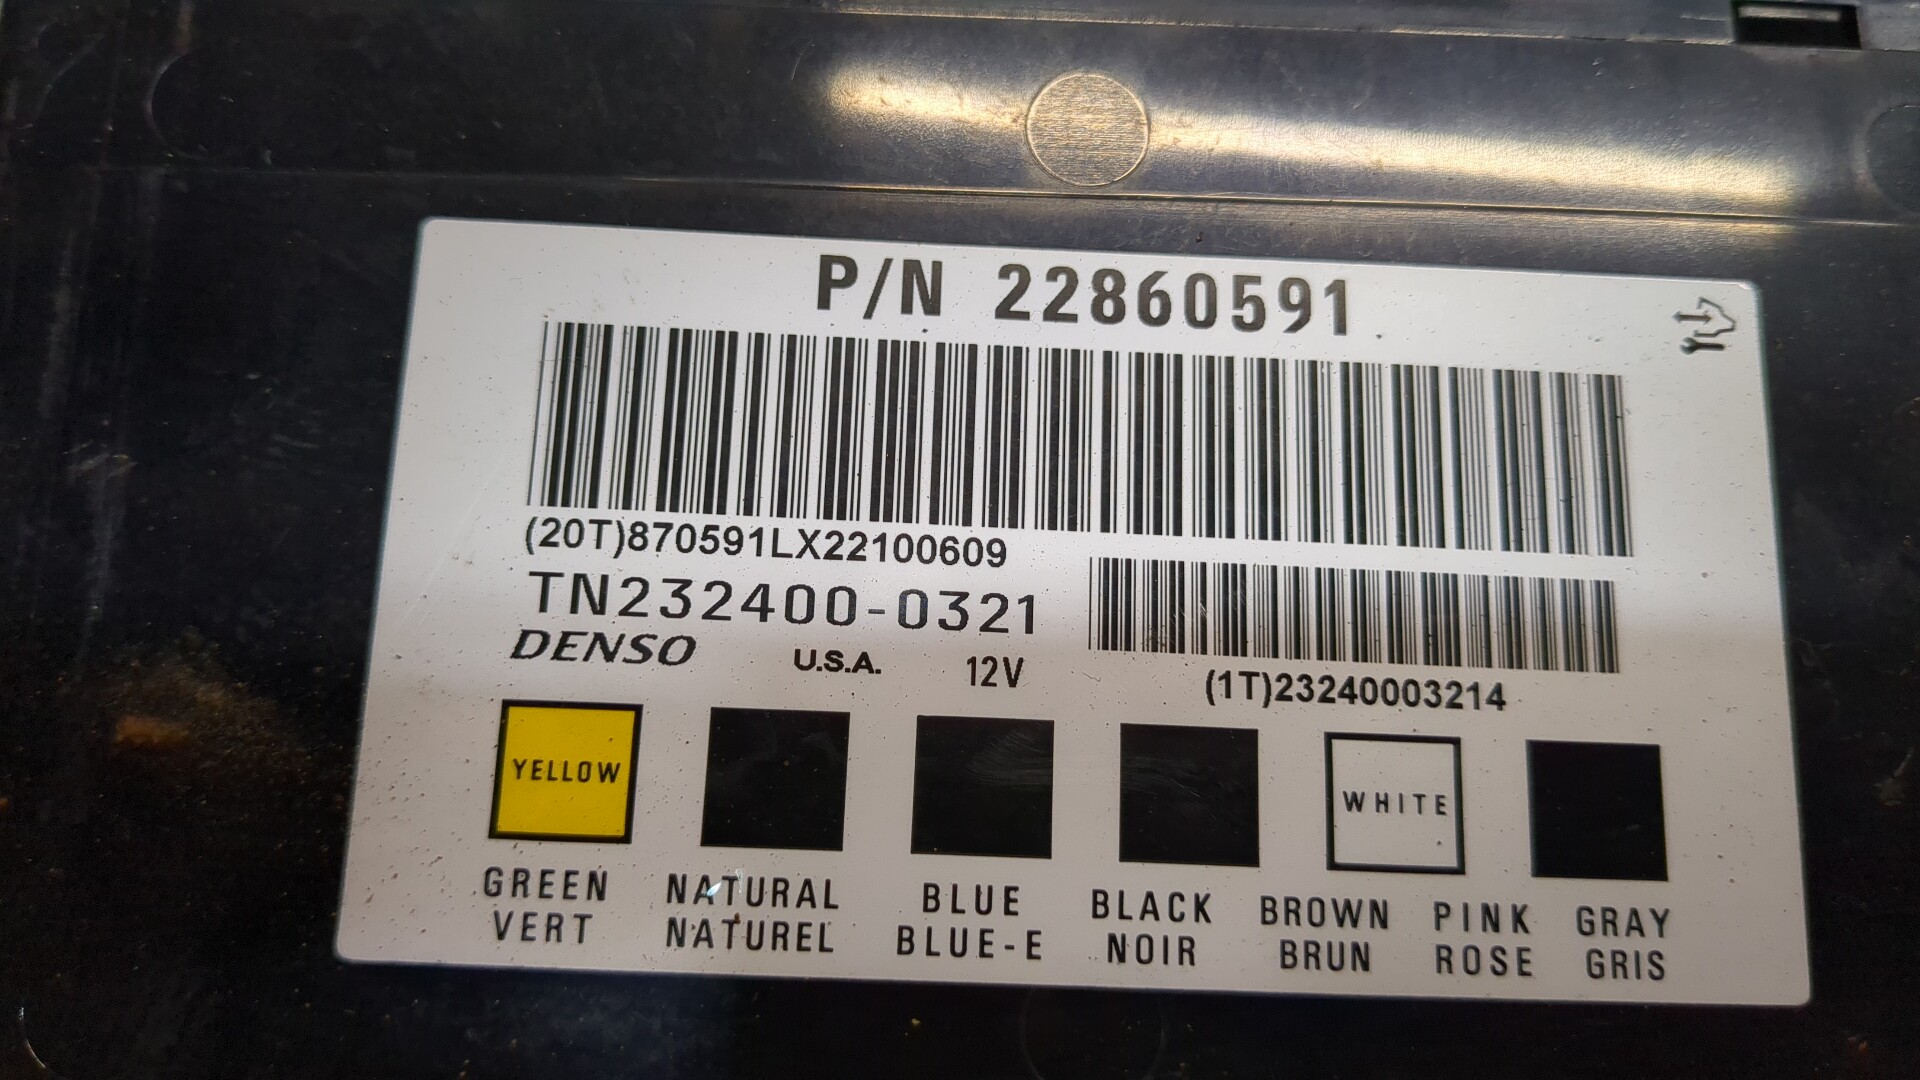 P/N 22860591
(20T)870591LX22100609
TN232400-0321
DENSO U.S.A. 12V
(1T)23240003214
YELLOW WHITE
GREEN NATURAL BLUE BLACK BROWN PINK GRAY
VERT NATUREL BLUE-E NOIR BRUN ROSE GRIS